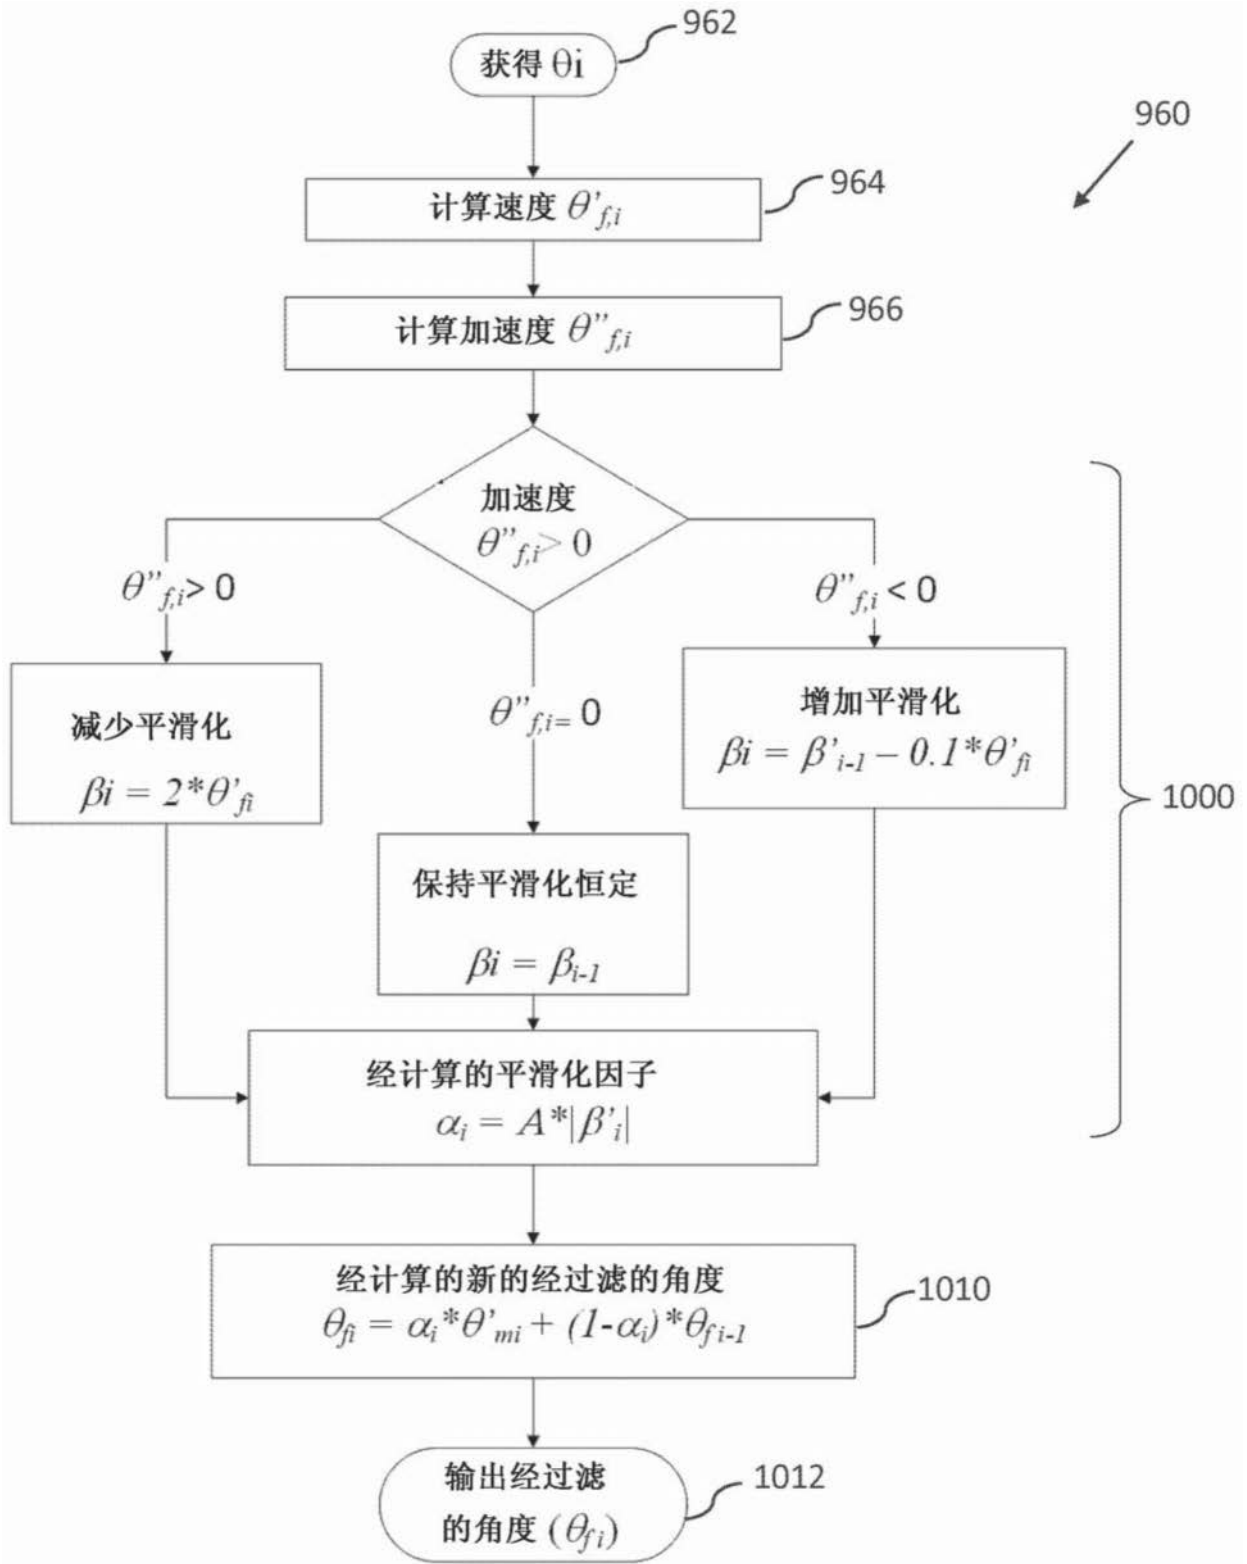 962
获得 θi
960
964
计算速度 θ'f,i
966
计算加速度 θ''f,i
加速度
θ''f,i > 0
θ''f,i > 0
θ''f,i < 0
θ''f,i = 0
减少平滑化
βi = 2*θ'fi
增加平滑化
βi = β'i-1 – 0.1*θ'fi
1000
保持平滑化恒定
βi = βi-1
经计算的平滑化因子
αi = A*|β'i|
经计算的新的经过滤的角度
θfi = αi*θ'mi + (1-αi)*θf i-1
1010
输出经过滤
的角度 (θf i)
1012